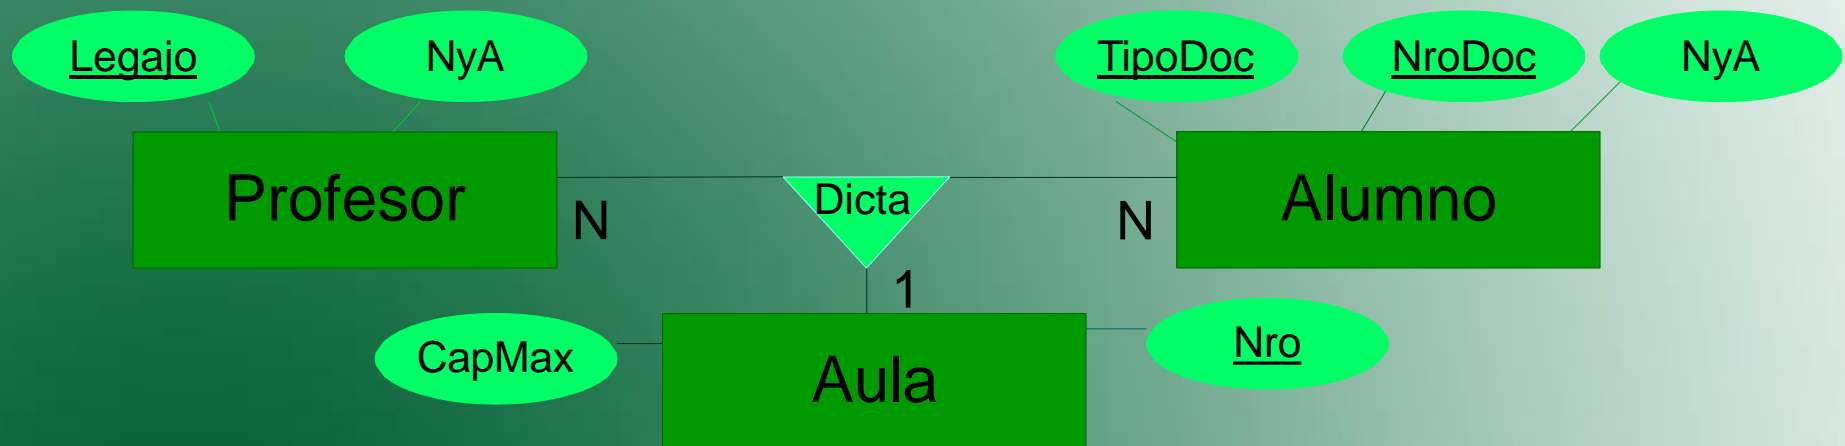 Legajo
NyA
TipoDoc
NroDoc
NyA
Profesor
N
Dicta
N
Alumno
1
CapMax
Aula
Nro